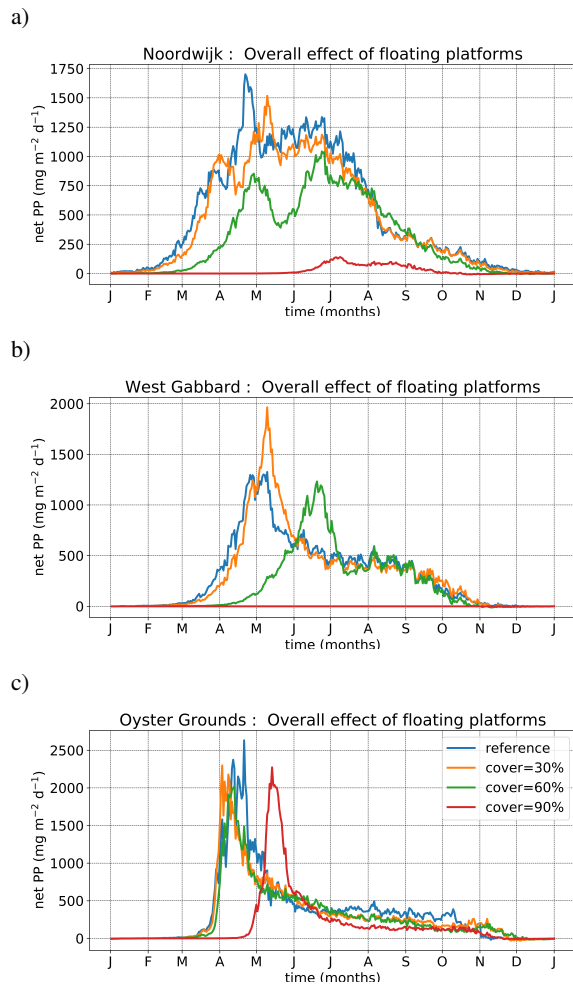 a)
Noordwijk : Overall effect of floating platforms
net PP (mg m⁻² d⁻¹)
1750
1500
1250
1000
750
500
250
0
J F M A M J J A S O N D J
time (months)
b)
West Gabbard : Overall effect of floating platforms
net PP (mg m⁻² d⁻¹)
2000
1500
1000
500
0
J F M A M J J A S O N D J
time (months)
c)
Oyster Grounds : Overall effect of floating platforms
net PP (mg m⁻² d⁻¹)
2500
2000
1500
1000
500
0
reference
cover=30%
cover=60%
cover=90%
J F M A M J J A S O N D J
time (months)